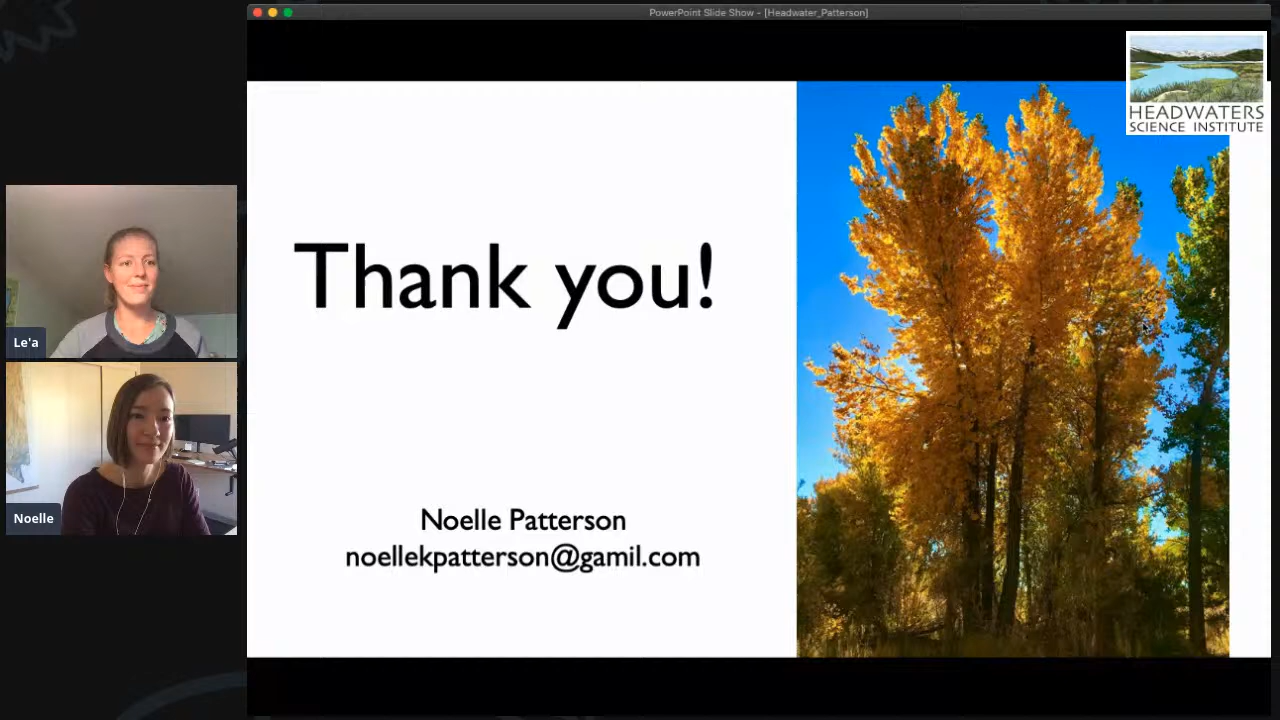 PowerPoint Slide Show - [Headwater_Patterson]
HEADWATERS
SCIENCE INSTITUTE
Thank you!
Le'a
Noelle
Noelle Patterson
noellekpatterson@gamil.com